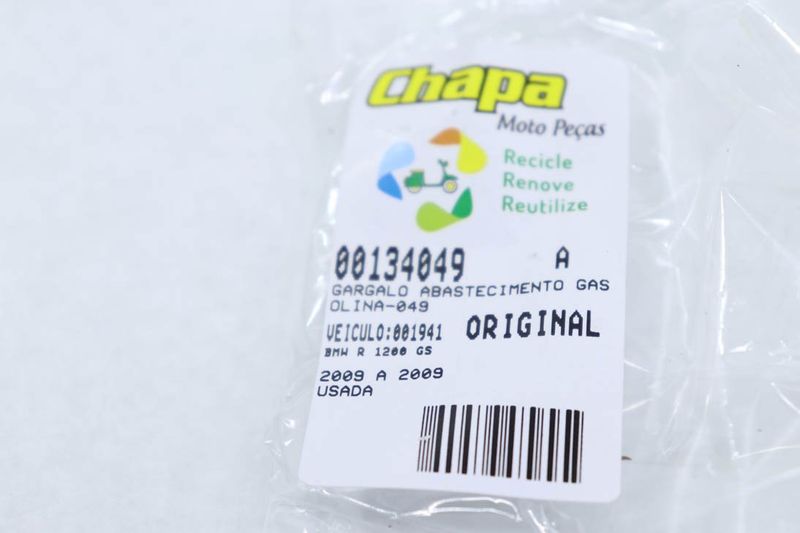 Chapa
Moto Peças
Recicle
Renove
Reutilize
00134049 A
GARGALO ABASTECIMENTO GAS
OLINA-049
VEICULO:001941 ORIGINAL
BMW R 1200 GS
2009 A 2009
USADA